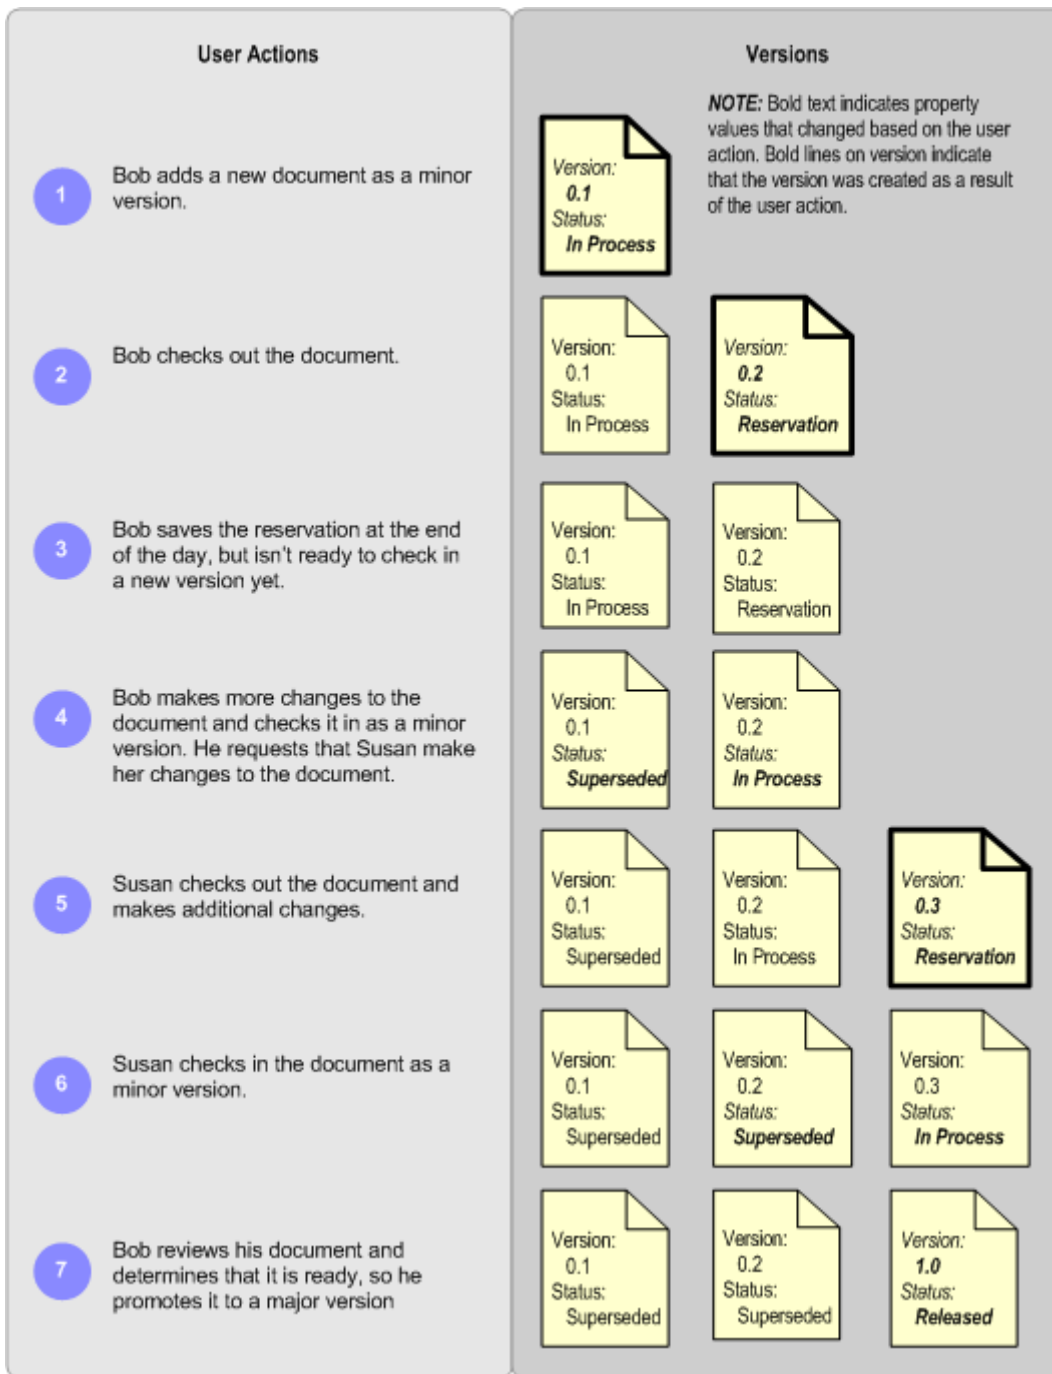 User Actions
Versions
NOTE: Bold text indicates property
values that changed based on the user
action. Bold lines on version indicate
that the version was created as a result
of the user action.
1
Bob adds a new document as a minor
version.
Version:
0.1
Status:
In Process
2
Bob checks out the document.
Version:
0.1
Status:
In Process
Version:
0.2
Status:
Reservation
3
Bob saves the reservation at the end
of the day, but isn't ready to check in
a new version yet.
Version:
0.1
Status:
In Process
Version:
0.2
Status:
Reservation
4
Bob makes more changes to the
document and checks it in as a minor
version. He requests that Susan make
her changes to the document.
Version:
0.1
Status:
Superseded
Version:
0.2
Status:
In Process
5
Susan checks out the document and
makes additional changes.
Version:
0.1
Status:
Superseded
Version:
0.2
Status:
In Process
Version:
0.3
Status:
Reservation
6
Susan checks in the document as a
minor version.
Version:
0.1
Status:
Superseded
Version:
0.2
Status:
Superseded
Version:
0.3
Status:
In Process
7
Bob reviews his document and
determines that it is ready, so he
promotes it to a major version
Version:
0.1
Status:
Superseded
Version:
0.2
Status:
Superseded
Version:
1.0
Status:
Released